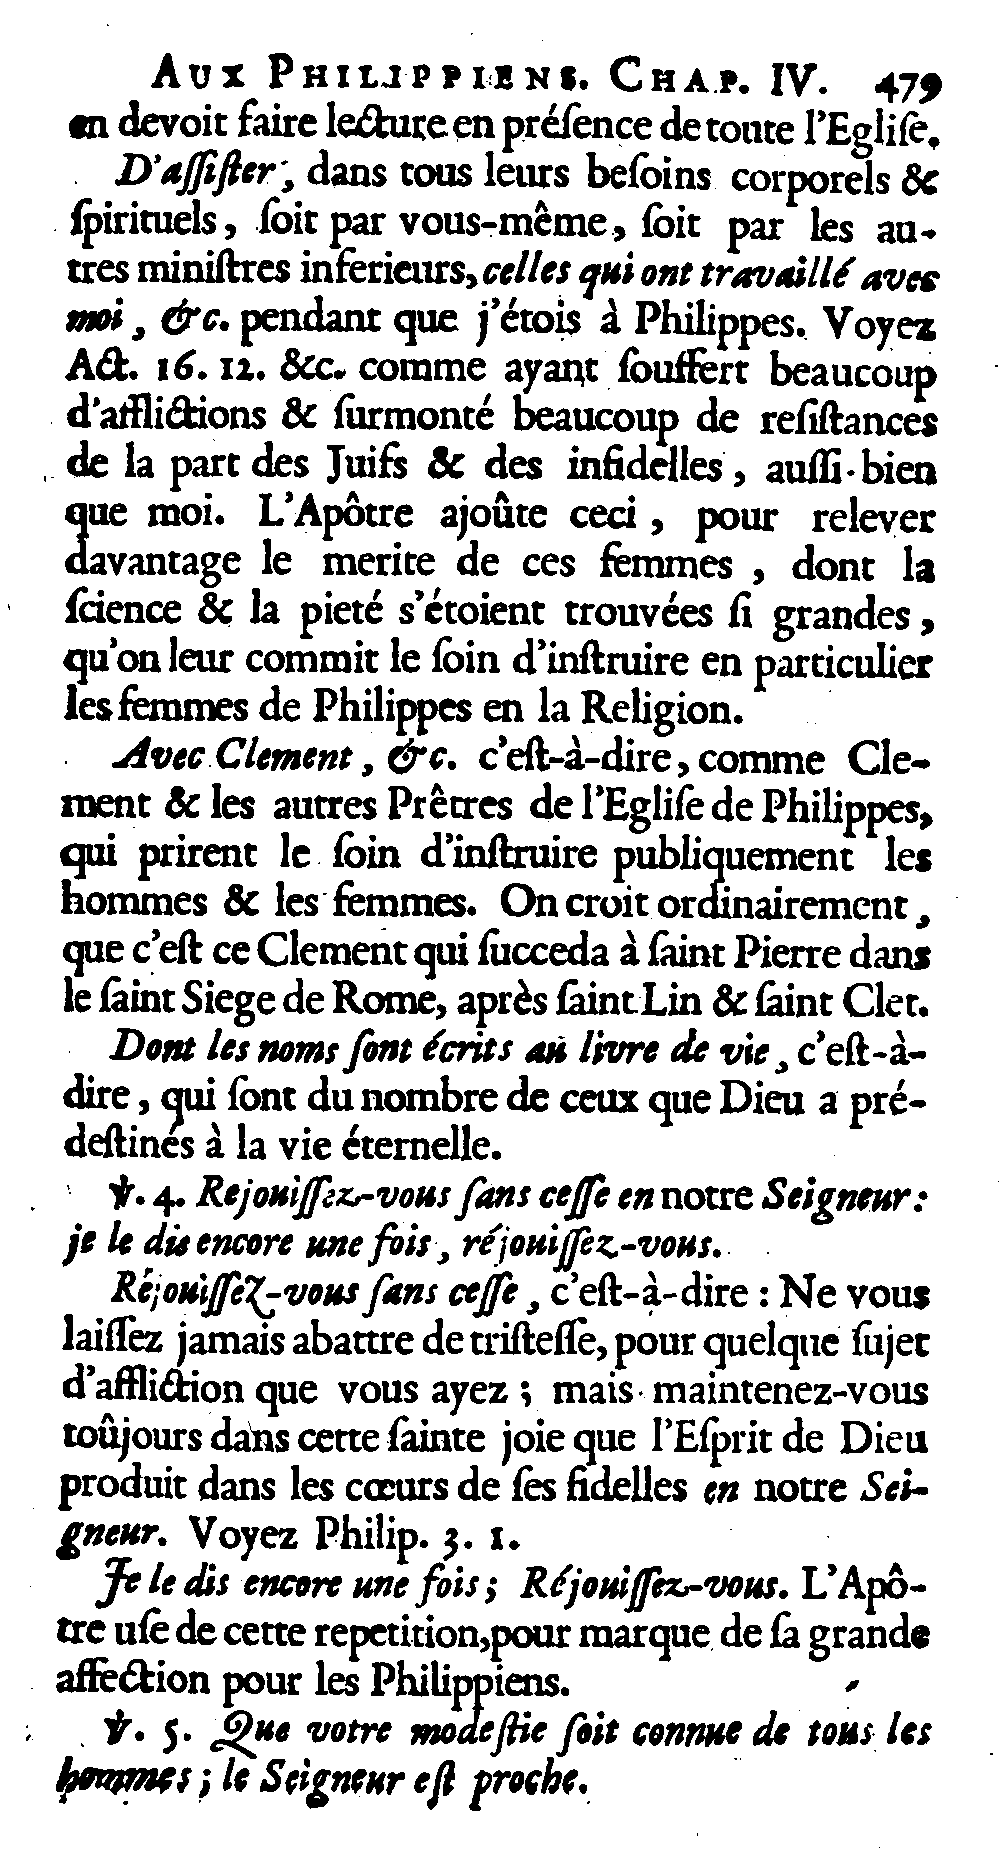 AUX PHILIPPIENS. CHAP. IV. 479
en devoit faire lecture en préſence de toute l'Egliſe.
D'aſſiſter, dans tous leurs beſoins corporels &
ſpirituels, ſoit par vous-même, ſoit par les au-
tres miniſtres inferieurs, celles qui ont travaillé avec
moi, &c. pendant que j'étois à Philippes. Voyez
Act. 16. 12. &c. comme ayant ſouffert beaucoup
d'afflictions & ſurmonté beaucoup de reſiſtances
de la part des Juifs & des infidelles, auſſi-bien
que moi. L'Apôtre ajoûte ceci, pour relever
davantage le merite de ces femmes, dont la
ſcience & la pieté s'étoient trouvées ſi grandes,
qu'on leur commit le ſoin d'inſtruire en particulier
les femmes de Philippes en la Religion.
Avec Clement, &c. c'eſt-à-dire, comme Cle-
ment & les autres Prêtres de l'Egliſe de Philippes,
qui prirent le ſoin d'inſtruire publiquement les
hommes & les femmes. On croit ordinairement,
que c'eſt ce Clement qui ſucceda à ſaint Pierre dans
le ſaint Siege de Rome, après ſaint Lin & ſaint Clet.
Dont les noms ſont écrits au livre de vie, c'eſt-à-
dire, qui ſont du nombre de ceux que Dieu a pré-
deſtinés à la vie éternelle.
℣. 4. Rejouiſſez-vous ſans ceſſe en notre Seigneur:
je le dis encore une fois, réjouiſſez-vous.
Réjouiſſez-vous ſans ceſſe, c'eſt-à-dire : Ne vous
laiſſez jamais abattre de triſteſſe, pour quelque ſujet
d'affliction que vous ayez ; mais maintenez-vous
toûjours dans cette ſainte joie que l'Eſprit de Dieu
produit dans les cœurs de ſes fidelles en notre Sei-
gneur. Voyez Philip. 3. 1.
Je le dis encore une fois; Réjouiſſez-vous. L'Apô-
tre uſe de cette repetition, pour marque de ſa grande
affection pour les Philippiens.
℣. 5. Que votre modeſtie ſoit connue de tous les
hommes ; le Seigneur eſt proche.